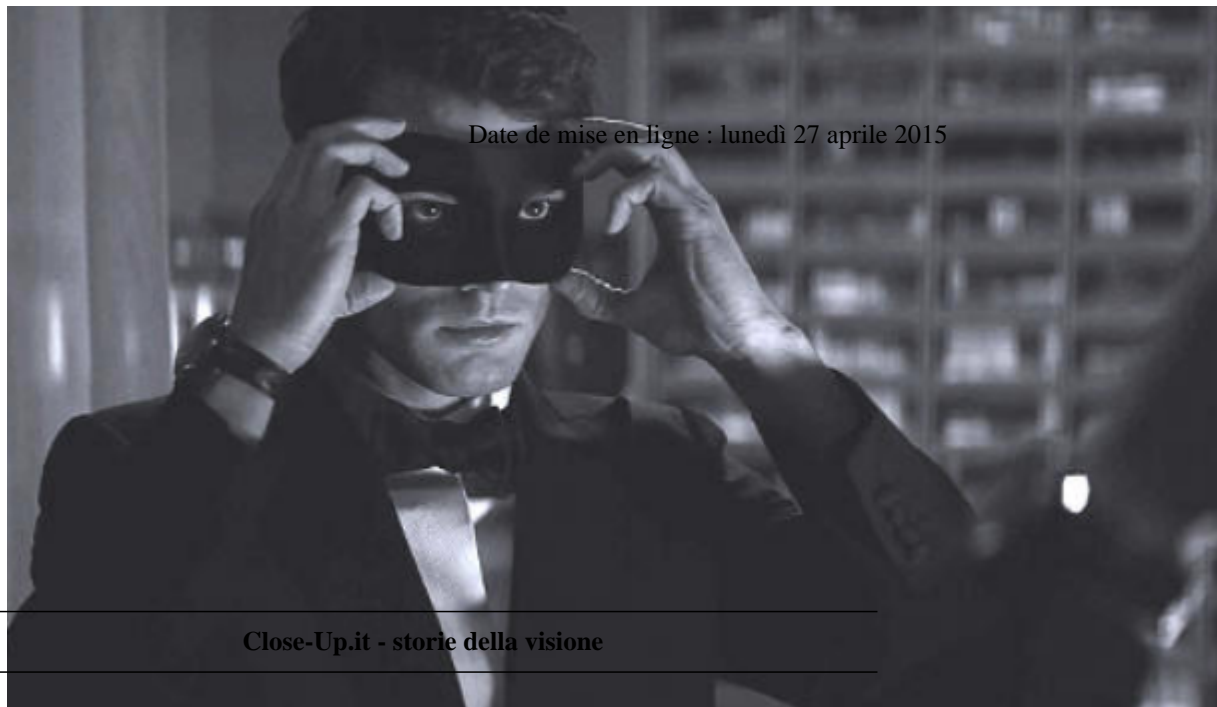 Date de mise en ligne : lunedì 27 aprile 2015
Close-Up.it - storie della visione